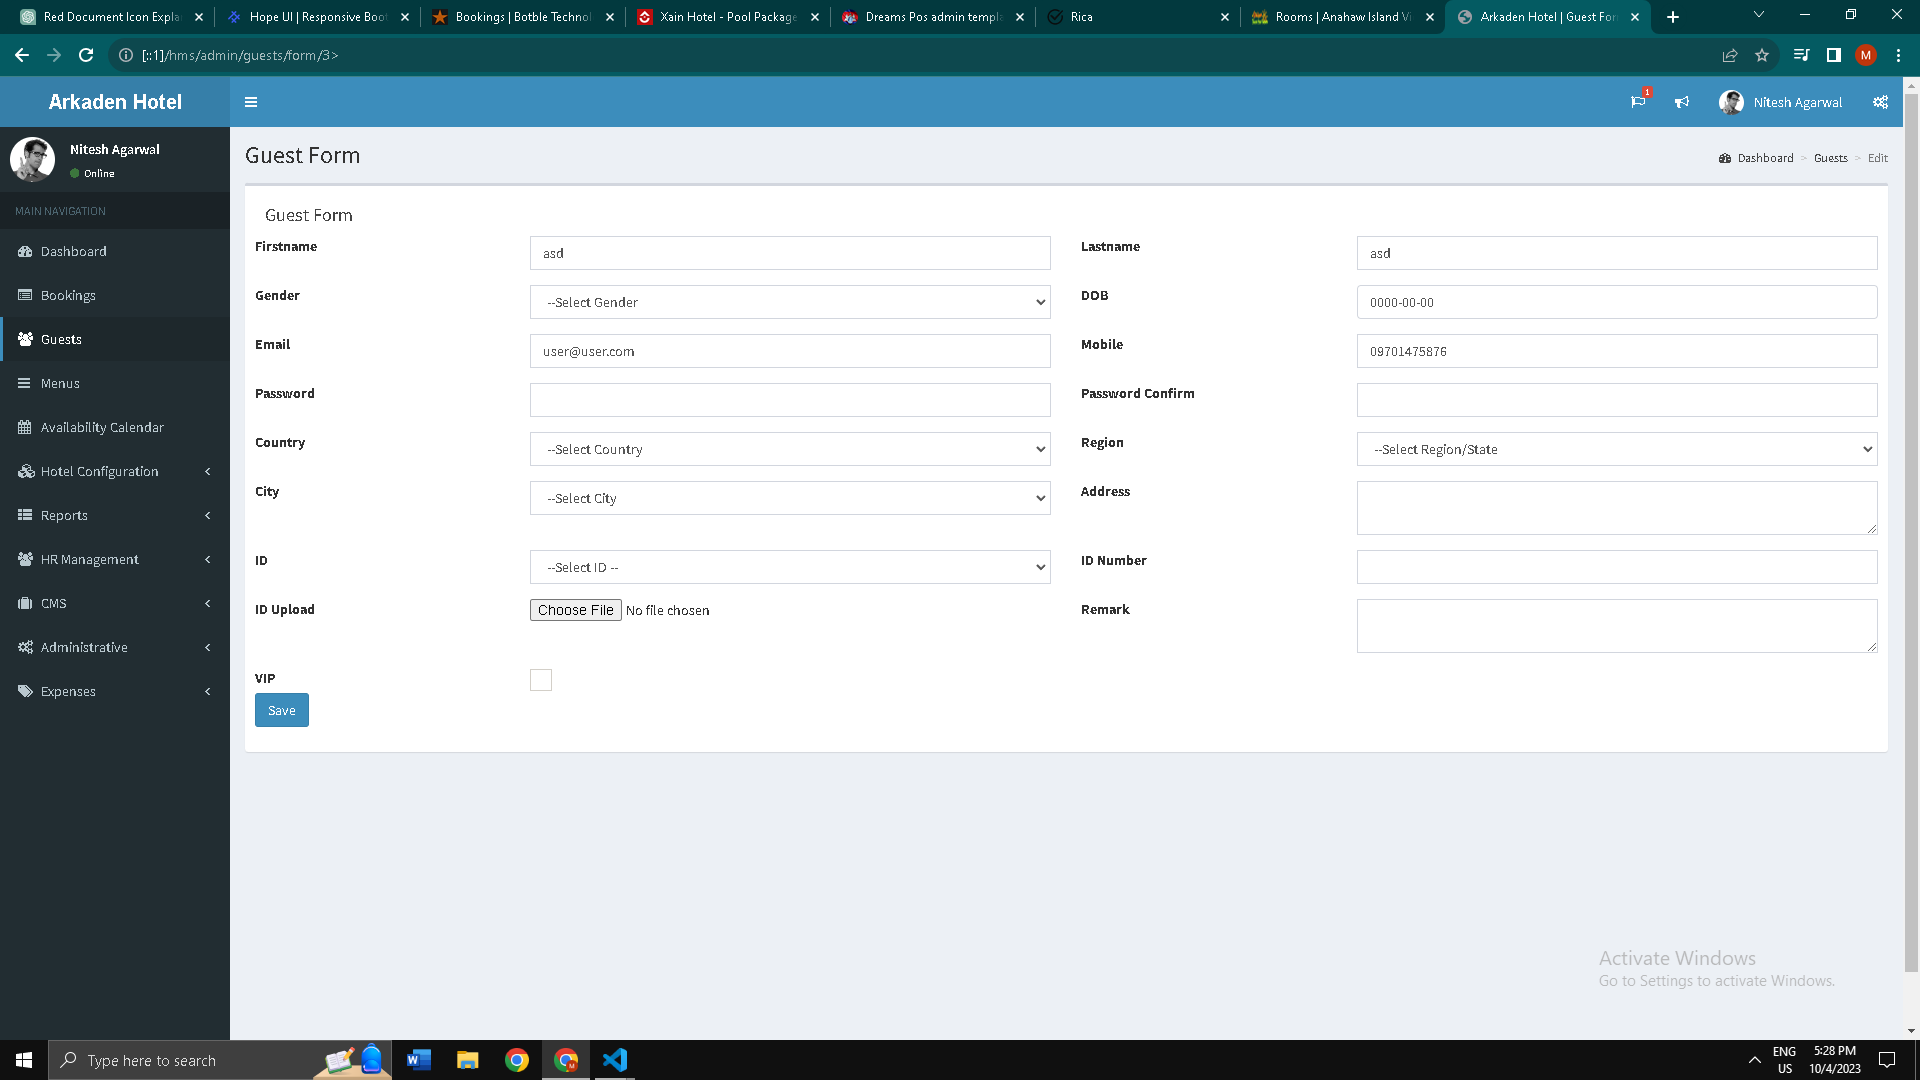 Red Document Icon Expla
Hope UI | Responsive Boot
Bookings | Botble Technol
Xain Hotel - Pool Package
Dreams Pos admin templa
Rica
Rooms | Anahaw Island Vi
Arkaden Hotel | Guest For
[::1]/hms/admin/guests/form/3>
M
Arkaden Hotel
1
Nitesh Agarwal
Nitesh Agarwal
Online
MAIN NAVIGATION
Dashboard
Bookings
Guests
Menus
Availability Calendar
Hotel Configuration
Reports
HR Management
CMS
Administrative
Expenses
Guest Form
Dashboard > Guests > Edit
Guest Form
Firstname asd Lastname asd
Gender --Select Gender DOB 0000-00-00
Email user@user.com Mobile 09701475876
Password Password Confirm
Country --Select Country Region --Select Region/State
City --Select City Address
ID --Select ID -- ID Number
ID Upload Choose File No file chosen Remark
VIP
Save
Activate Windows
Go to Settings to activate Windows.
Type here to search
ENG
US
5:28 PM
10/4/2023